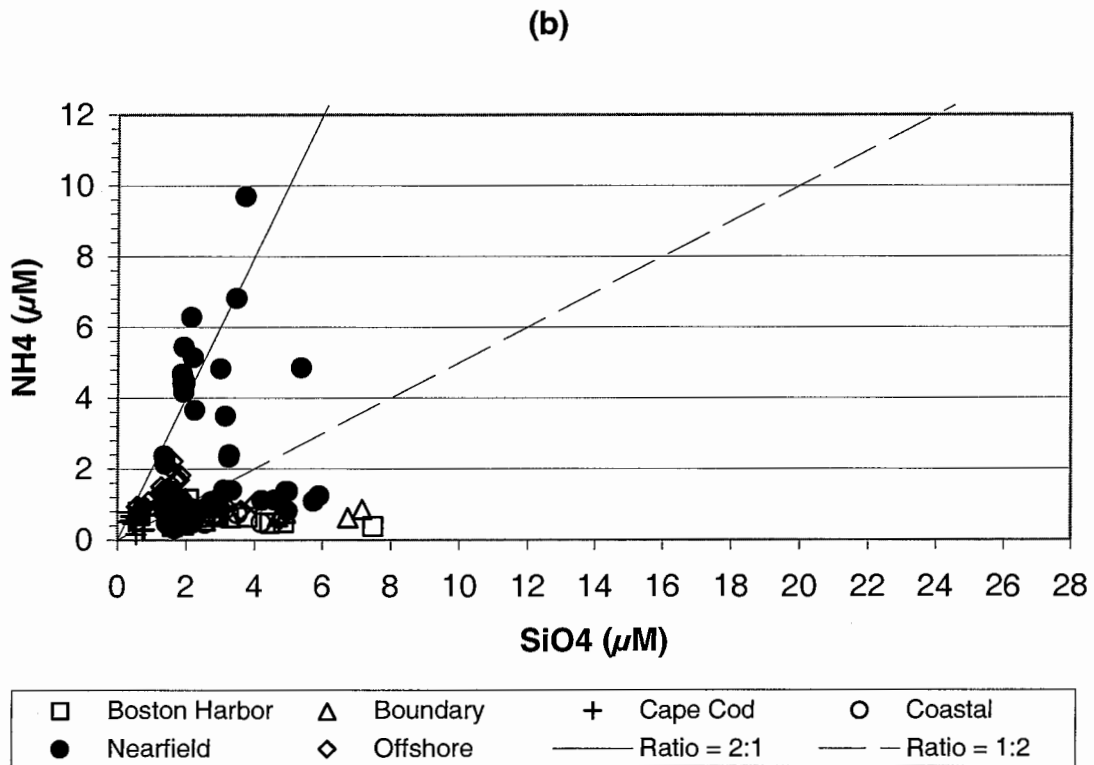 (b)
12
10
8
6
4
2
0
NH4 (µM)
0 2 4 6 8 10 12 14 16 18 20 22 24 26 28
SiO4 (µM)
Boston Harbor Boundary Cape Cod Coastal
Nearfield Offshore Ratio = 2:1 Ratio = 1:2